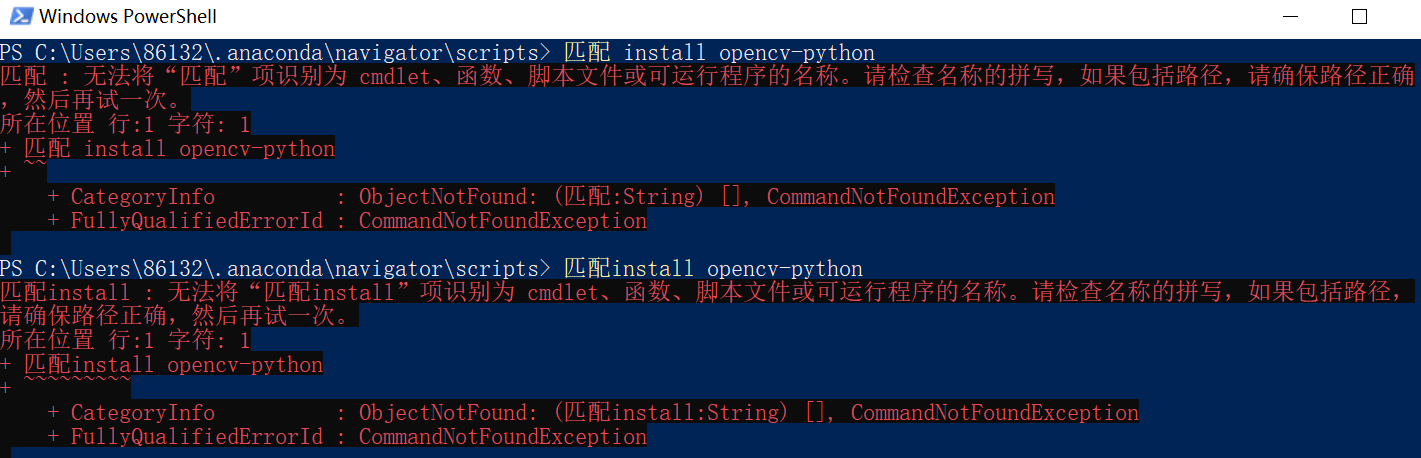 Windows PowerShell
PS C:\Users\86132\.anaconda\navigator\scripts> 匹配 install opencv-python
匹配 : 无法将“匹配”项识别为 cmdlet、函数、脚本文件或可运行程序的名称。请检查名称的拼写，如果包括路径，请确保路径正确
，然后再试一次。
所在位置 行:1 字符: 1
+ 匹配 install opencv-python
+ ~~
+ CategoryInfo          : ObjectNotFound: (匹配:String) [], CommandNotFoundException
+ FullyQualifiedErrorId : CommandNotFoundException
PS C:\Users\86132\.anaconda\navigator\scripts> 匹配install opencv-python
匹配install : 无法将“匹配install”项识别为 cmdlet、函数、脚本文件或可运行程序的名称。请检查名称的拼写，如果包括路径，
请确保路径正确，然后再试一次。
所在位置 行:1 字符: 1
+ 匹配install opencv-python
+ ~~~~~~~~~
+ CategoryInfo          : ObjectNotFound: (匹配install:String) [], CommandNotFoundException
+ FullyQualifiedErrorId : CommandNotFoundException